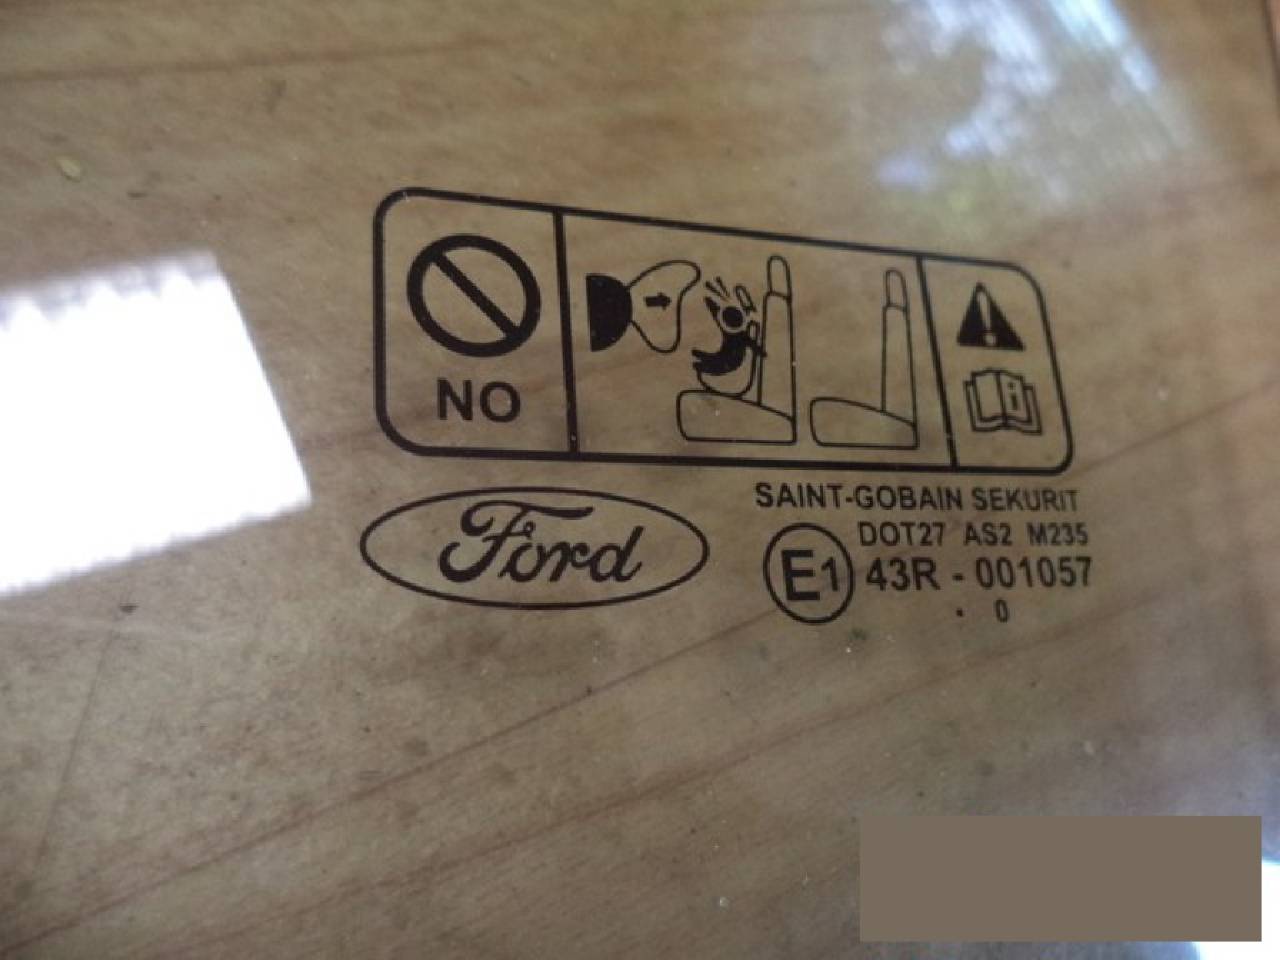 NO
Ford
SAINT-GOBAIN SEKURIT
DOT27 AS2 M235
E1 43R - 001057
. 0